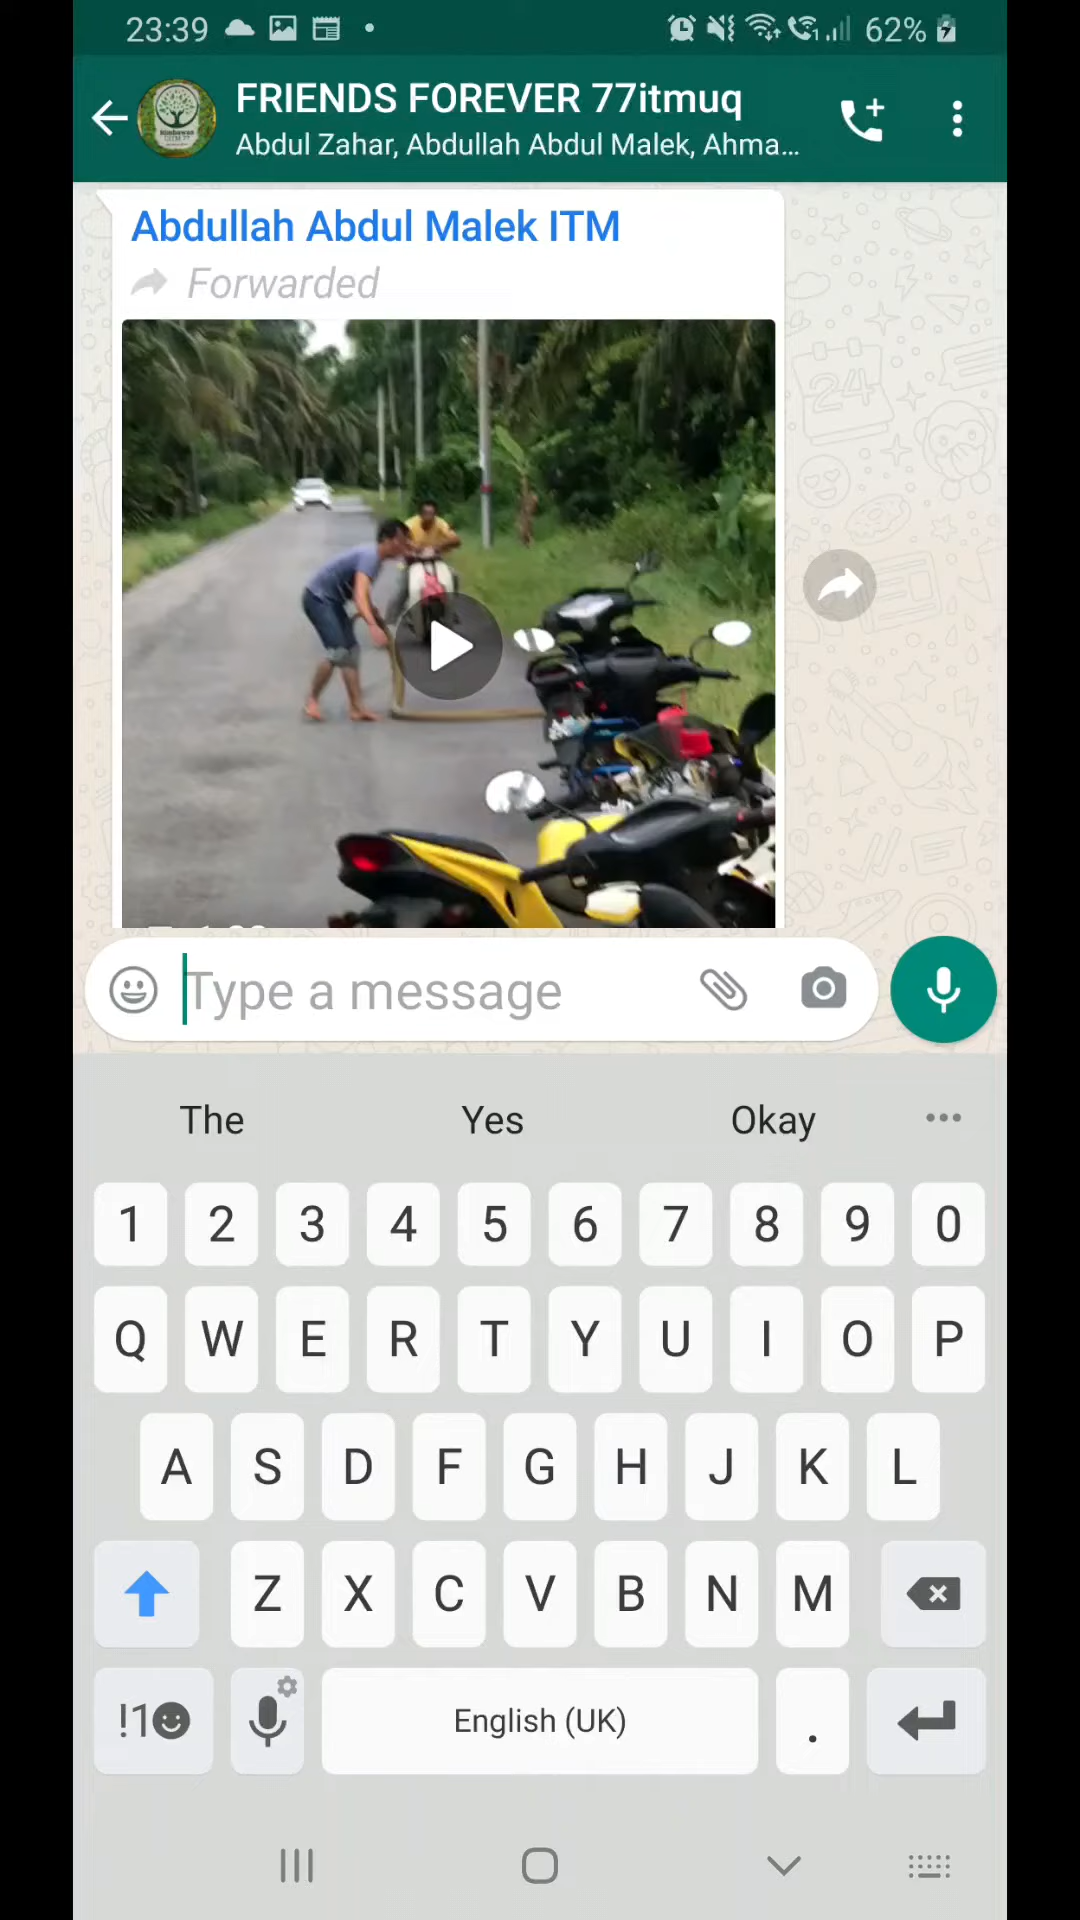 23:39
62%
FRIENDS FOREVER 77itmuq
Abdul Zahar, Abdullah Abdul Malek, Ahma...
Abdullah Abdul Malek ITM
Forwarded
Type a message
The Yes Okay
1 2 3 4 5 6 7 8 9 0
Q W E R T Y U I O P
A S D F G H J K L
Z X C V B N M
!1 English (UK) .